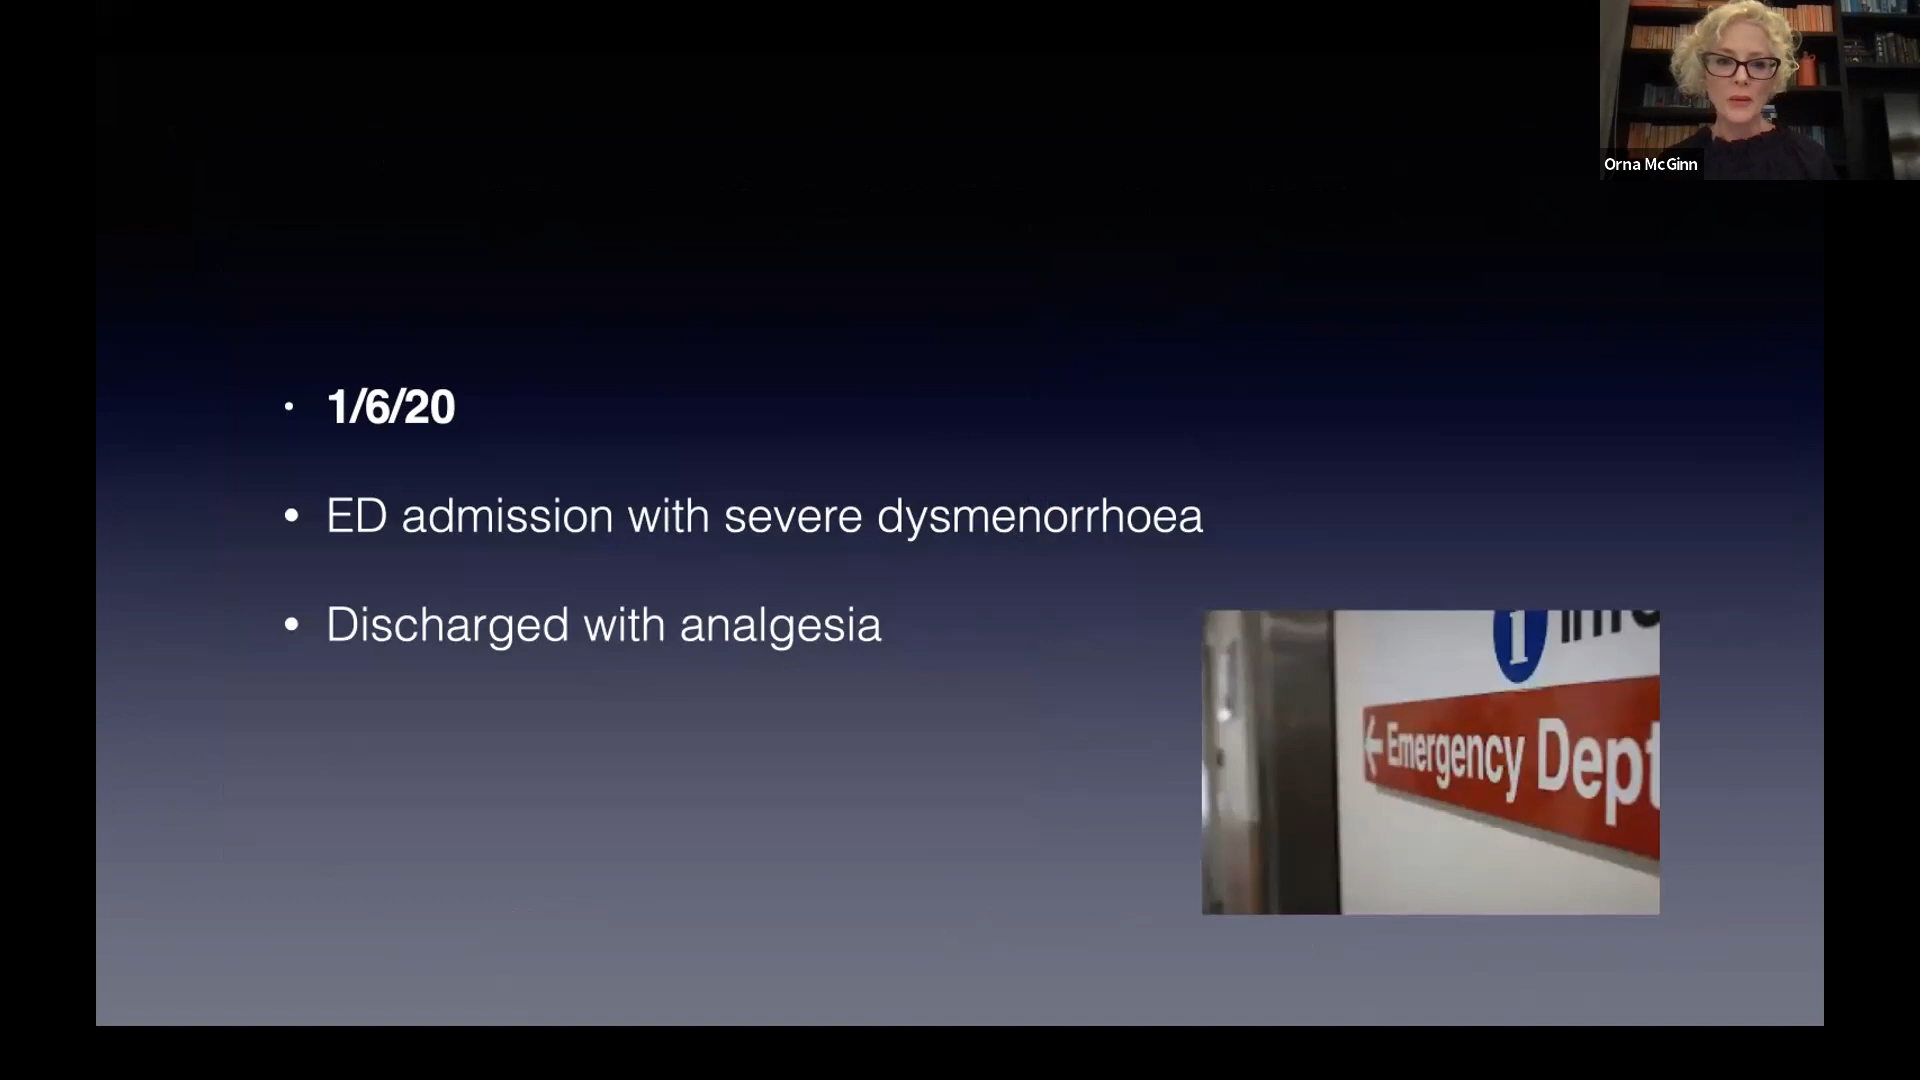 Orna McGinn
• 1/6/20
• ED admission with severe dysmenorrhoea
• Discharged with analgesia
i
← Emergency Dept